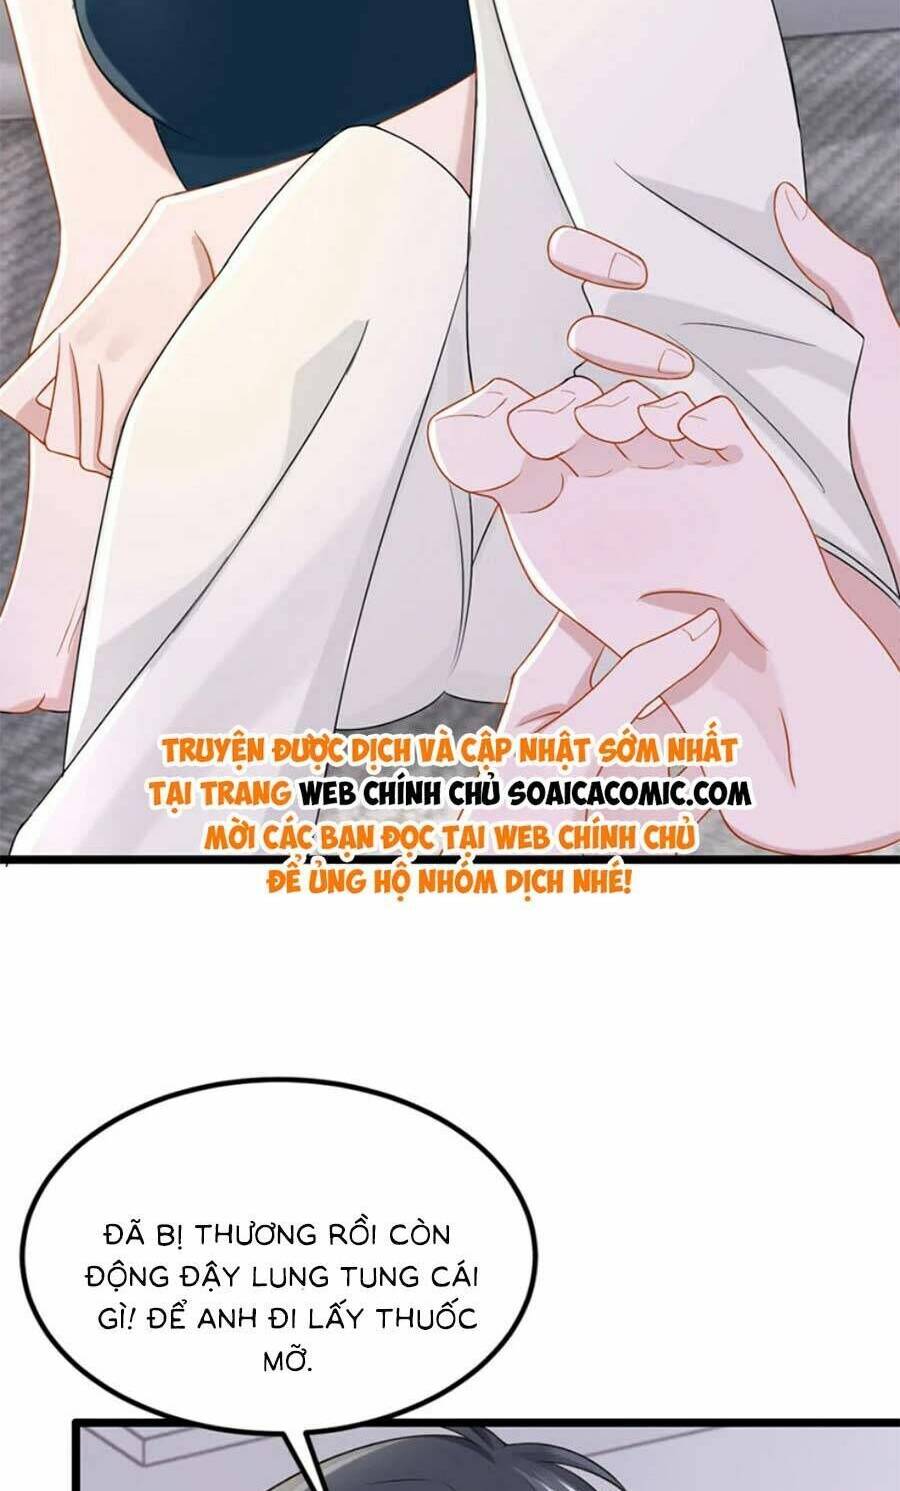 TRUYỆN ĐƯỢC DỊCH VÀ CẬP NHẬT SỚM NHẤT
TẠI TRANG WEB CHÍNH CHỦ SOAICACOMIC.COM
MỜI CÁC BẠN ĐỌC TẠI WEB CHÍNH CHỦ
ĐỂ ỦNG HỘ NHÓM DỊCH NHÉ!
ĐÃ BỊ THƯƠNG RỒI CÒN
ĐỘNG ĐẬY LUNG TUNG CÁI
GÌ! ĐỂ ANH ĐI LẤY THUỐC
MỠ.